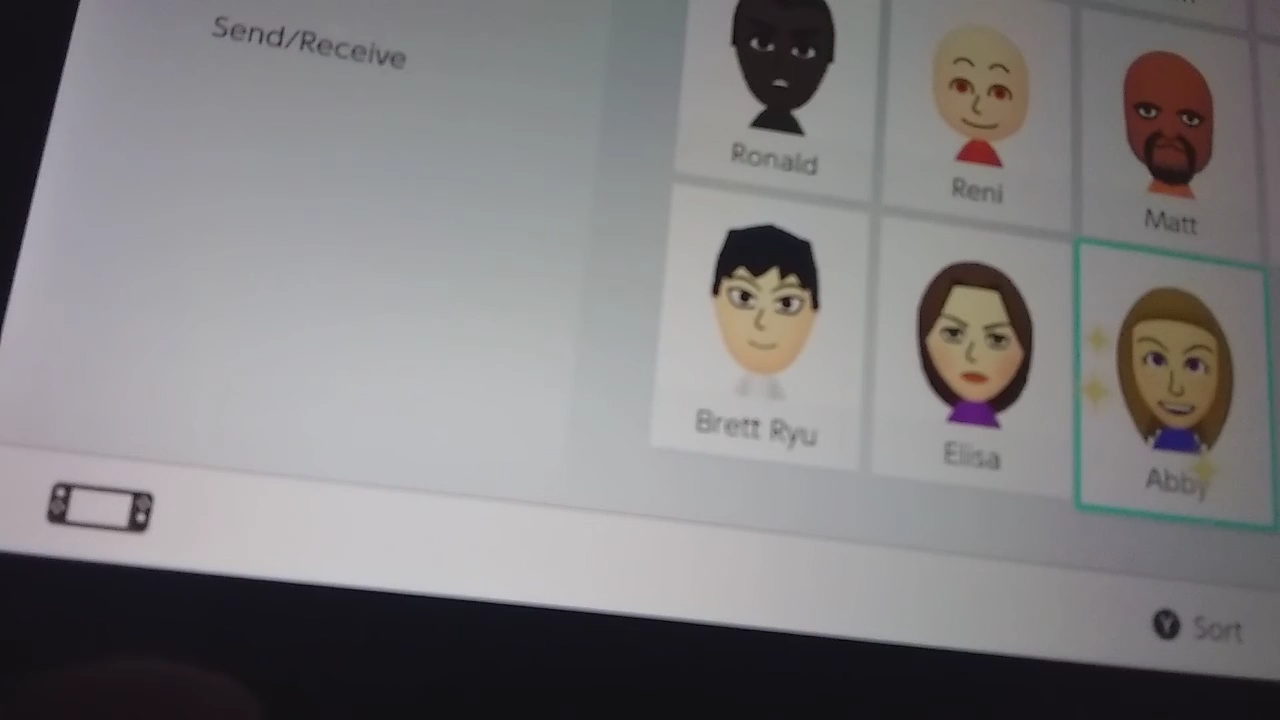 Send/Receive
Ronald
Reni
Matt
Brett Ryu
Elisa
Abby
Y Sort